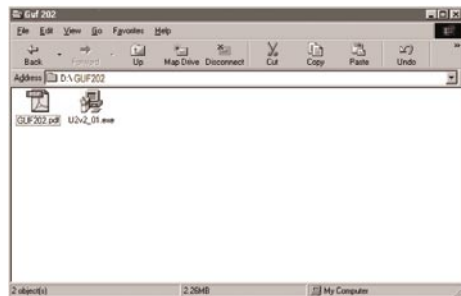 Guf 202
File Edit View Go Favorites Help
Back Forward Up Map Drive Disconnect Cut Copy Paste Undo
Address D:\GUF202
GUF202.pdf U2v2_01.exe
2 object(s) 2.26MB My Computer